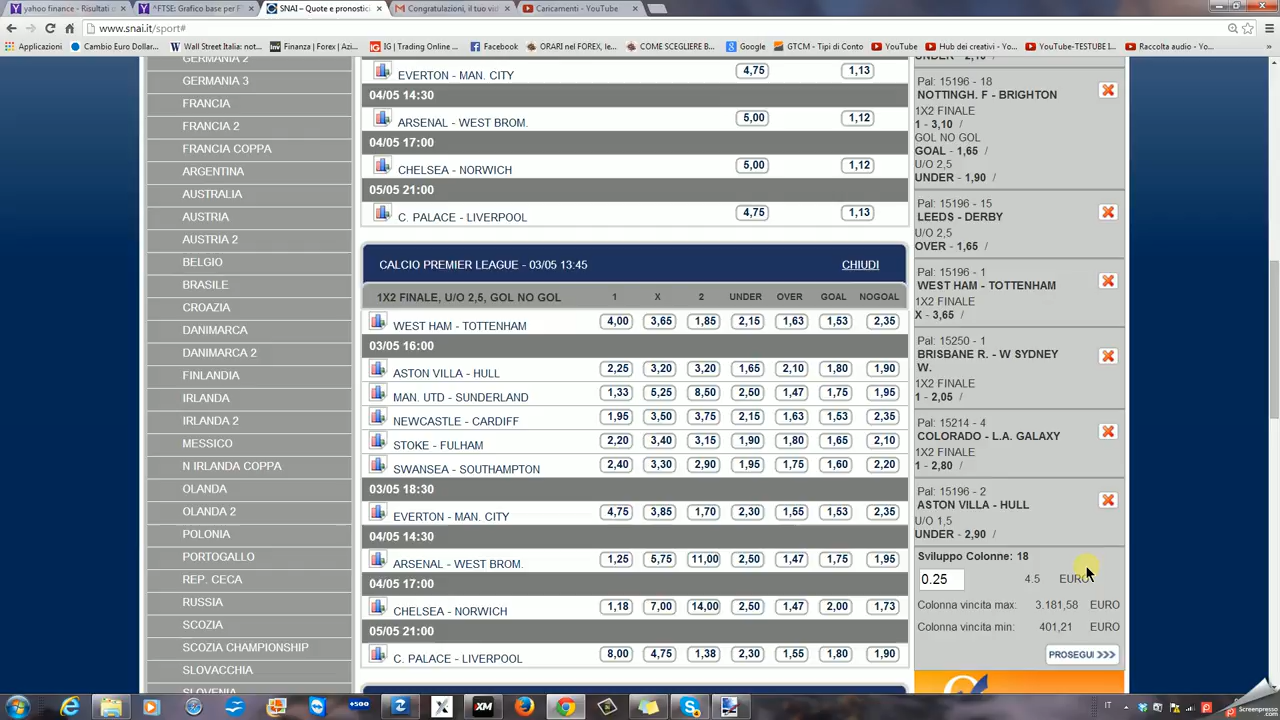 yahoo finance - Risultati s
^FTSE: Grafico base per F
SNAI – Quote e pronostic
Congratulazioni, il tuo vid
Caricamenti - YouTube
www.snai.it/sport#
Applicazioni
Cambio Euro Dollar...
Wall Street Italia: not...
Finanza | Forex | Azi...
IG | Trading Online ...
Facebook
ORARI nel FOREX, le...
COME SCEGLIERE B...
Google
GTCM - Tipi di Conto
YouTube
Hub dei creativi - Yo...
YouTube-TESTUBE I...
Raccolta audio - Yo...
GERMANIA 2
GERMANIA 3
FRANCIA
FRANCIA 2
FRANCIA COPPA
ARGENTINA
AUSTRALIA
AUSTRIA
AUSTRIA 2
BELGIO
BRASILE
CROAZIA
DANIMARCA
DANIMARCA 2
FINLANDIA
IRLANDA
IRLANDA 2
MESSICO
N IRLANDA COPPA
OLANDA
OLANDA 2
POLONIA
PORTOGALLO
REP. CECA
RUSSIA
SCOZIA
SCOZIA CHAMPIONSHIP
SLOVACCHIA
SLOVENIA
EVERTON - MAN. CITY 4,75 1,13
04/05 14:30
ARSENAL - WEST BROM. 5,00 1,12
04/05 17:00
CHELSEA - NORWICH 5,00 1,12
05/05 21:00
C. PALACE - LIVERPOOL 4,75 1,13
CALCIO PREMIER LEAGUE - 03/05 13:45 CHIUDI
1X2 FINALE, U/O 2,5, GOL NO GOL 1 X 2 UNDER OVER GOAL NOGOAL
WEST HAM - TOTTENHAM 4,00 3,65 1,85 2,15 1,63 1,53 2,35
03/05 16:00
ASTON VILLA - HULL 2,25 3,20 3,20 1,65 2,10 1,80 1,90
MAN. UTD - SUNDERLAND 1,33 5,25 8,50 2,50 1,47 1,75 1,95
NEWCASTLE - CARDIFF 1,95 3,50 3,75 2,15 1,63 1,53 2,35
STOKE - FULHAM 2,20 3,40 3,15 1,90 1,80 1,65 2,10
SWANSEA - SOUTHAMPTON 2,40 3,30 2,90 1,95 1,75 1,60 2,20
03/05 18:30
EVERTON - MAN. CITY 4,75 3,85 1,70 2,30 1,55 1,53 2,35
04/05 14:30
ARSENAL - WEST BROM. 1,25 5,75 11,00 2,50 1,47 1,75 1,95
04/05 17:00
CHELSEA - NORWICH 1,18 7,00 14,00 2,50 1,47 2,00 1,73
05/05 21:00
C. PALACE - LIVERPOOL 8,00 4,75 1,38 2,30 1,55 1,80 1,90
UNDER - 2,10 /
Pal: 15196 - 18
NOTTINGH. F - BRIGHTON
1X2 FINALE
1 - 3,10 /
GOL NO GOL
GOAL - 1,65 /
U/O 2,5
UNDER - 1,90 /
Pal: 15196 - 15
LEEDS - DERBY
U/O 2,5
OVER - 1,65 /
Pal: 15196 - 1
WEST HAM - TOTTENHAM
1X2 FINALE
X - 3,65 /
Pal: 15250 - 1
BRISBANE R. - W SYDNEY
W.
1X2 FINALE
1 - 2,05 /
Pal: 15214 - 4
COLORADO - L.A. GALAXY
1X2 FINALE
1 - 2,80 /
Pal: 15196 - 2
ASTON VILLA - HULL
U/O 1,5
UNDER - 2,90 /
Sviluppo Colonne: 18
0.25 4.5 EURO
Colonna vincita max: 3.181,58 EURO
Colonna vincita min: 401,21 EURO
PROSEGUI >>>
IT
Screenpresso.com